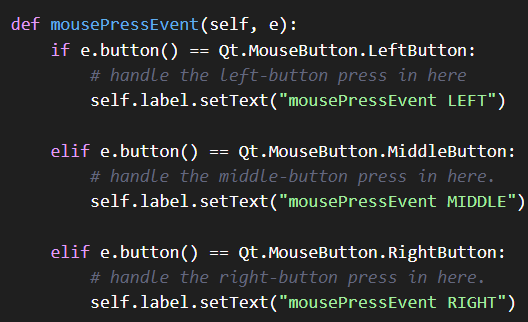 def mousePressEvent(self, e):
    if e.button() == Qt.MouseButton.LeftButton:
        # handle the left-button press in here
        self.label.setText("mousePressEvent LEFT")

    elif e.button() == Qt.MouseButton.MiddleButton:
        # handle the middle-button press in here.
        self.label.setText("mousePressEvent MIDDLE")

    elif e.button() == Qt.MouseButton.RightButton:
        # handle the right-button press in here.
        self.label.setText("mousePressEvent RIGHT")